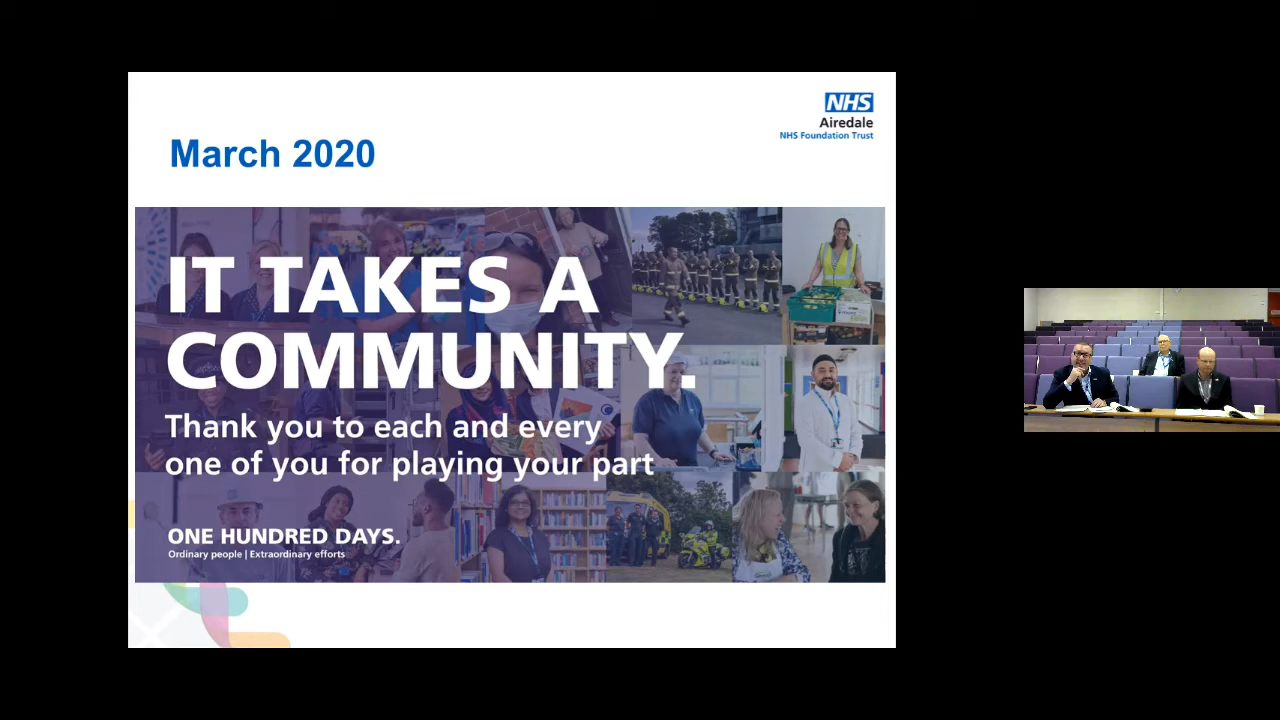 NHS
Airedale
NHS Foundation Trust
March 2020
IT TAKES A
COMMUNITY.
Thank you to each and every
one of you for playing your part
ONE HUNDRED DAYS.
Ordinary people | Extraordinary efforts